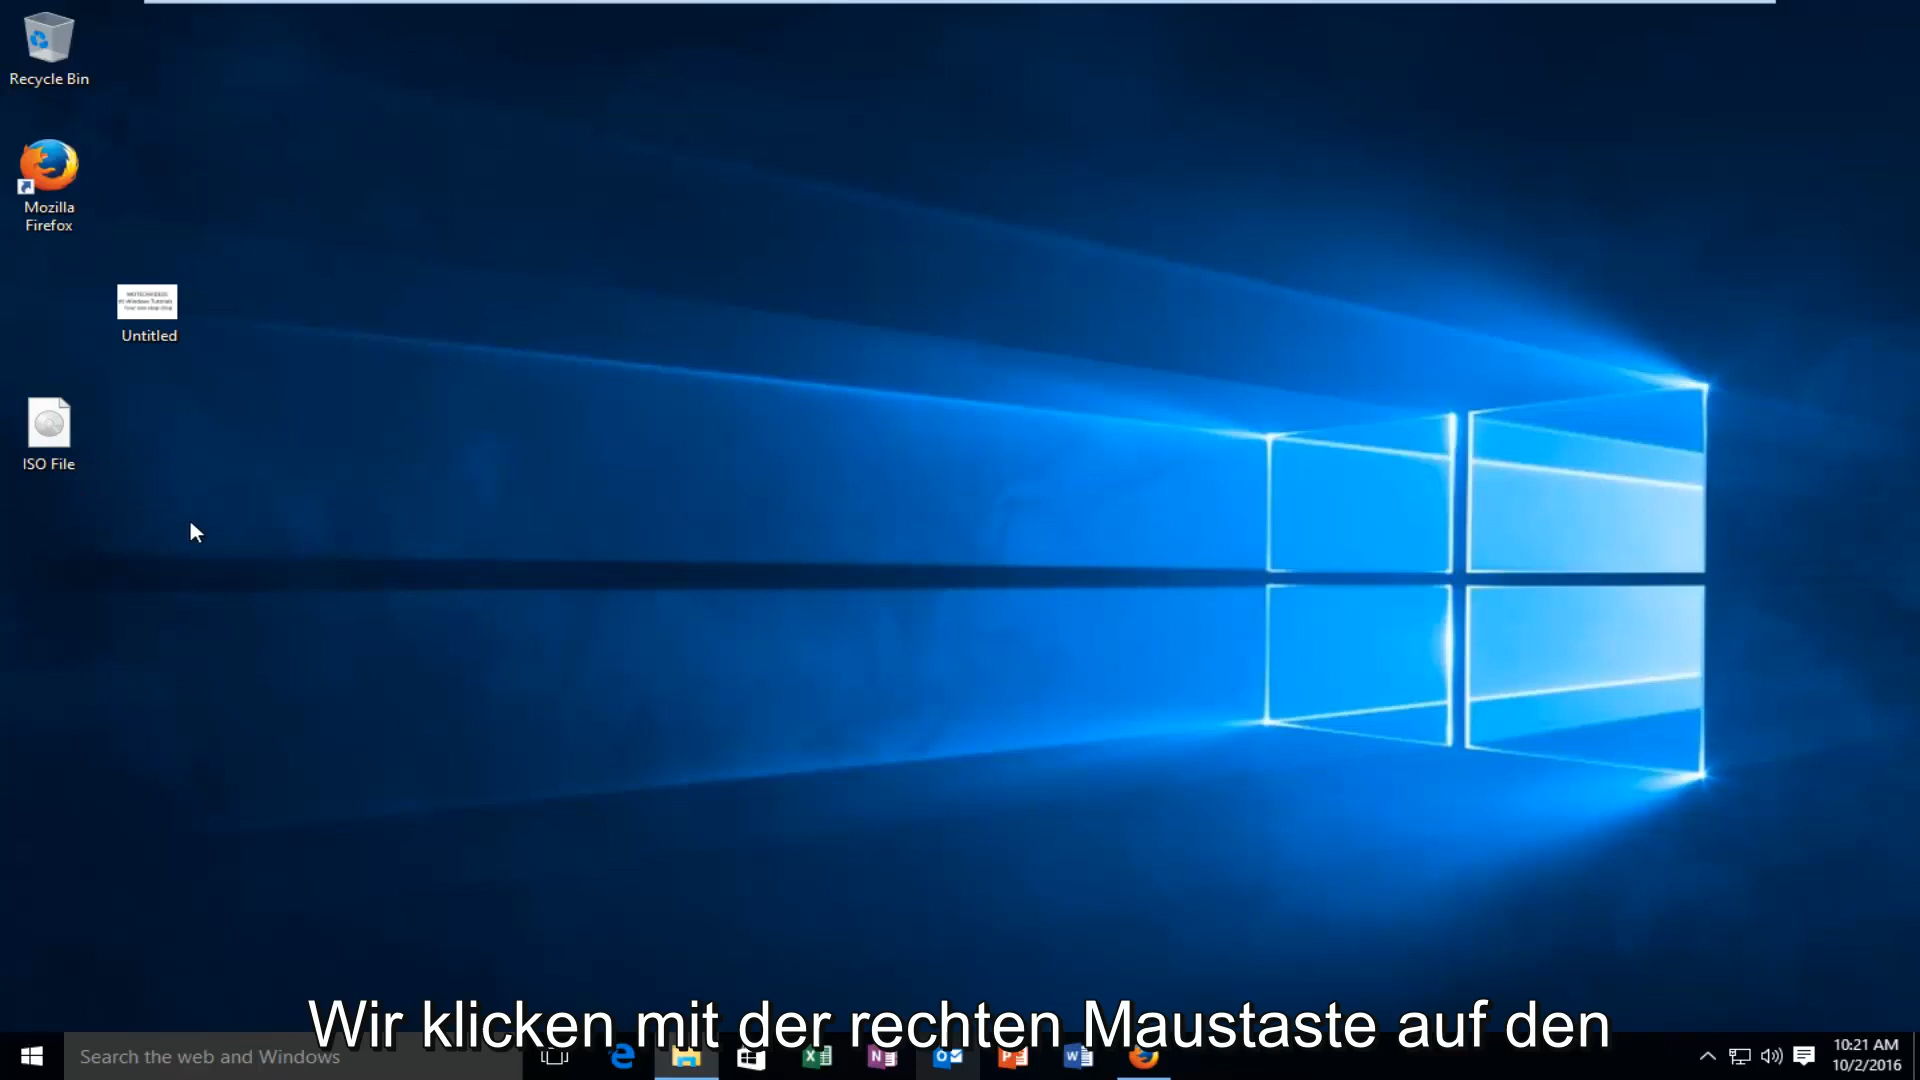 Recycle Bin
Mozilla
Firefox
Untitled
ISO File
Wir klicken mit der rechten Maustaste auf den
Search the web and Windows
10:21 AM
10/2/2016